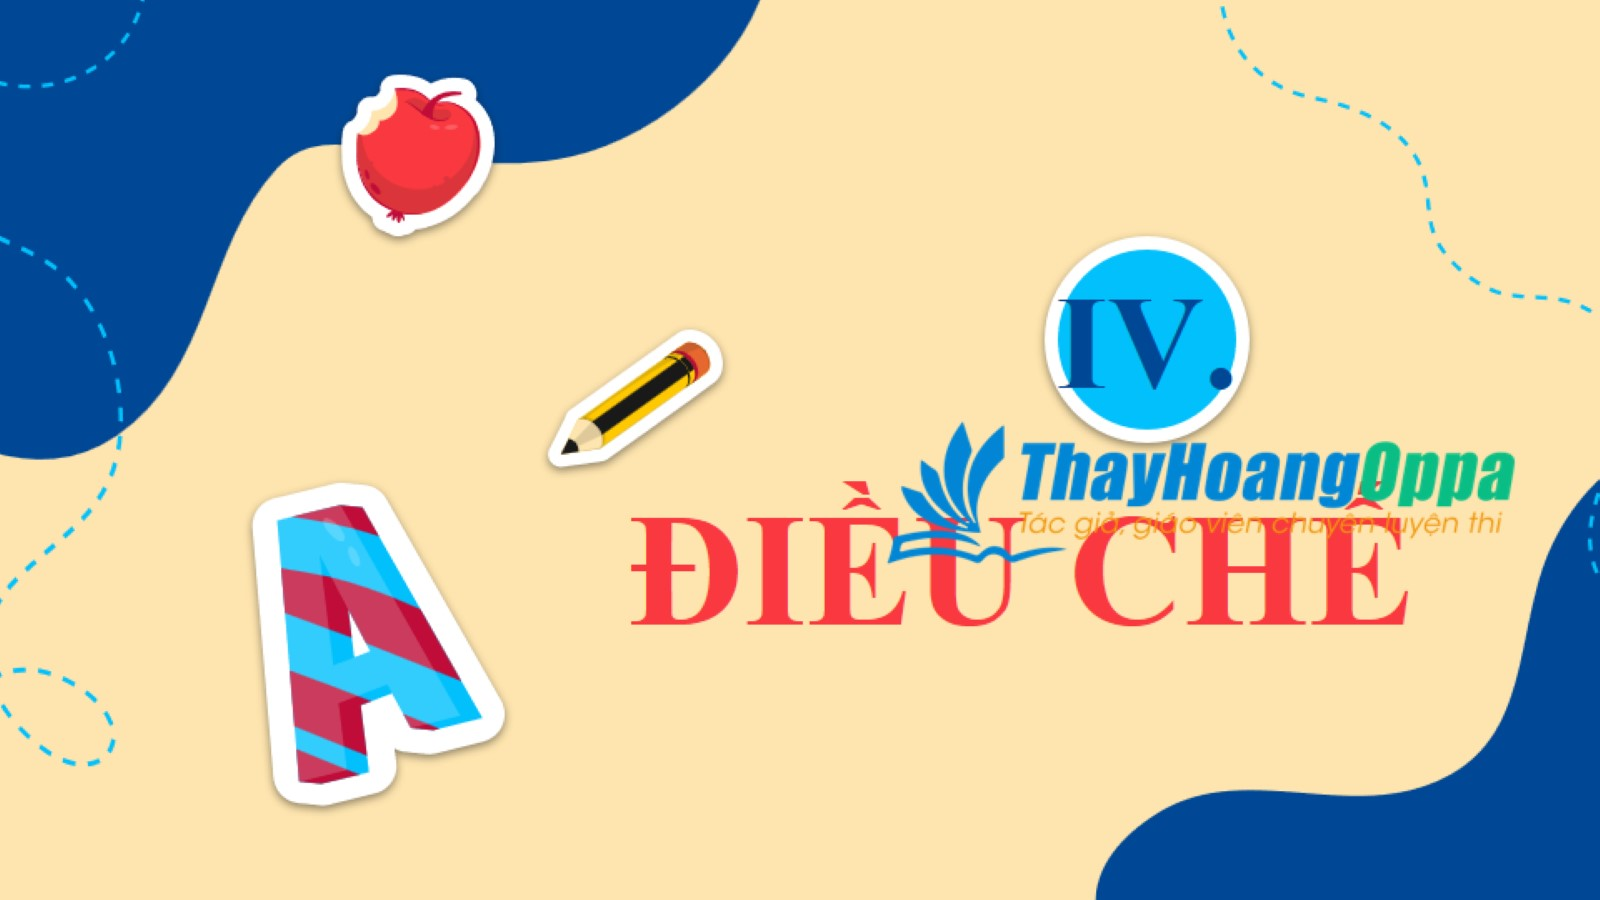 IV.
ThayHoangOppa
Tác giả, giáo viên chuyên luyện thi
ĐIỀU CHẾ
A